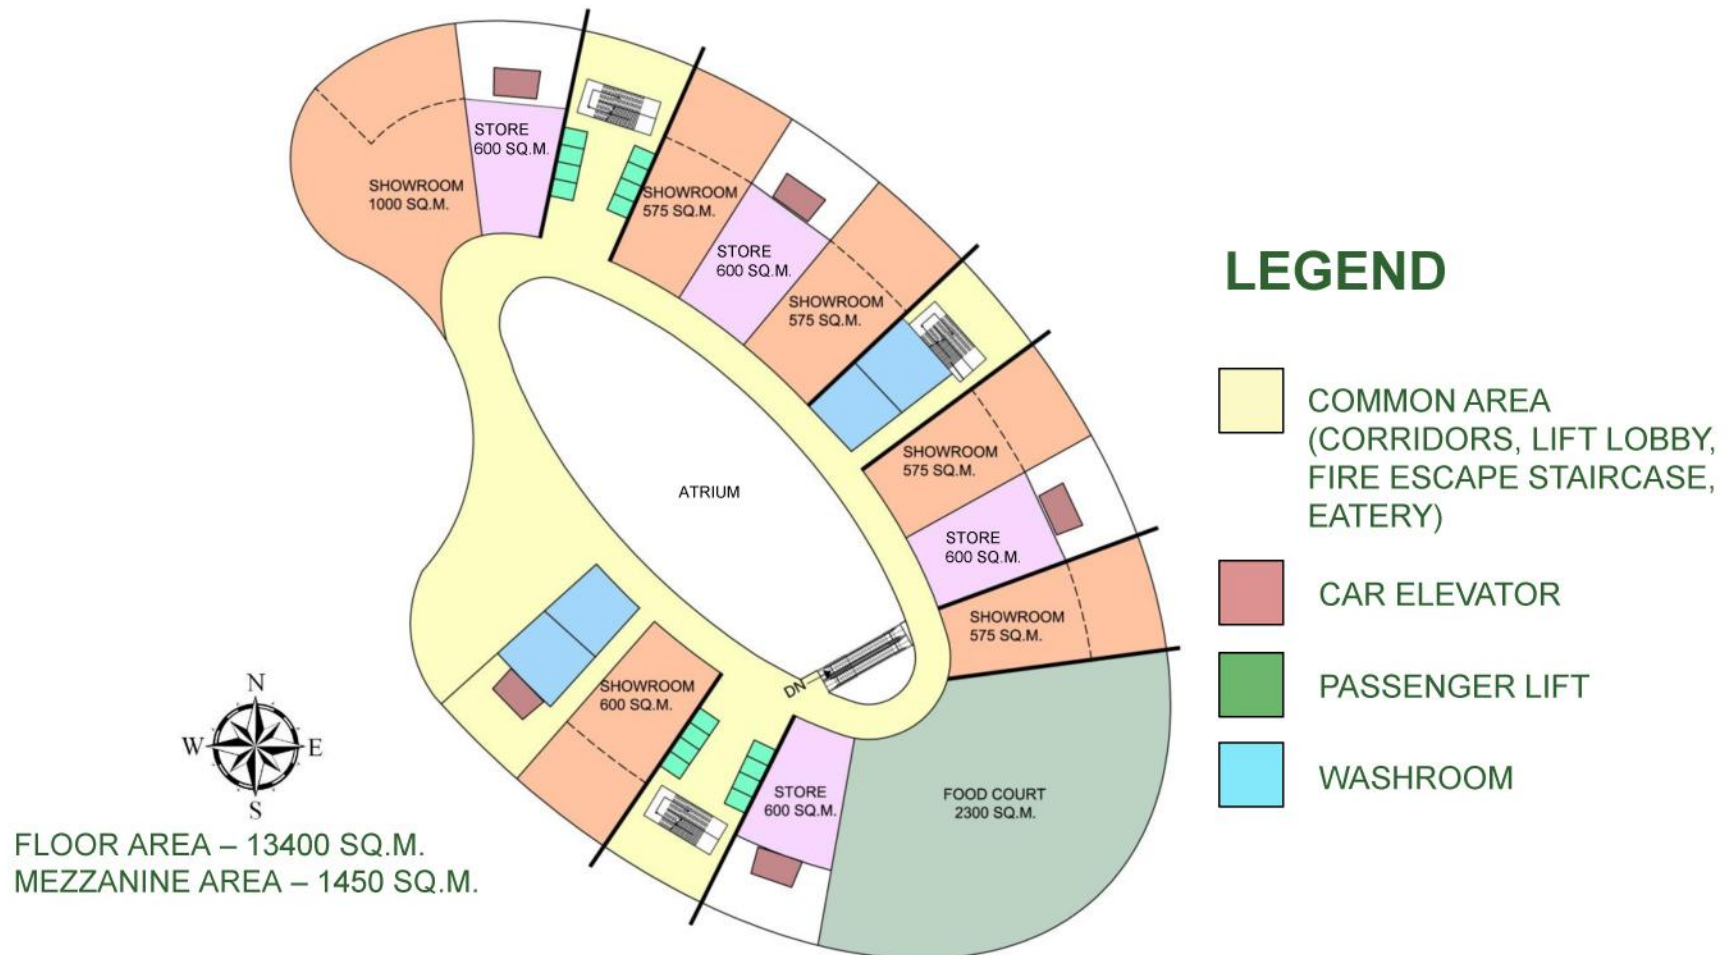 STORE
600 SQ.M.
SHOWROOM
1000 SQ.M.
SHOWROOM
575 SQ.M.
STORE
600 SQ.M.
SHOWROOM
575 SQ.M.
SHOWROOM
575 SQ.M.
ATRIUM
STORE
600 SQ.M.
SHOWROOM
575 SQ.M.
DN
SHOWROOM
600 SQ.M.
STORE
600 SQ.M.
FOOD COURT
2300 SQ.M.
N
W
E
S
FLOOR AREA – 13400 SQ.M.
MEZZANINE AREA – 1450 SQ.M.
LEGEND
COMMON AREA
(CORRIDORS, LIFT LOBBY,
FIRE ESCAPE STAIRCASE,
EATERY)
CAR ELEVATOR
PASSENGER LIFT
WASHROOM